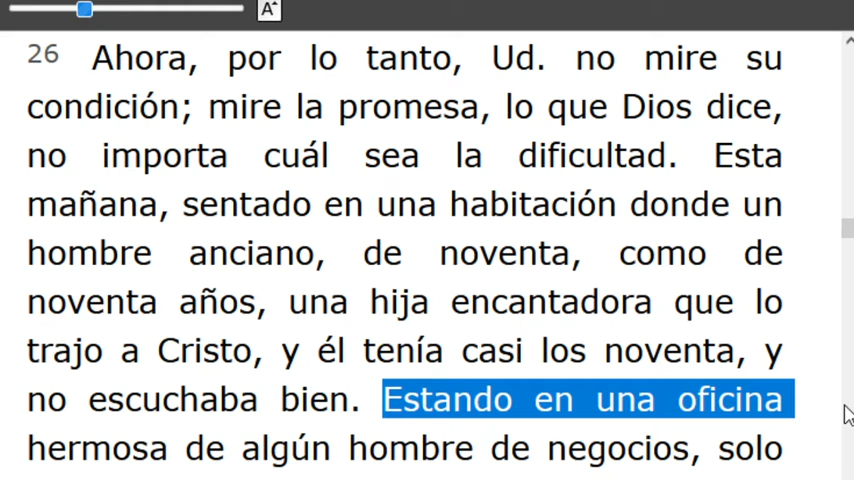 A
26 Ahora, por lo tanto, Ud. no mire su
condición; mire la promesa, lo que Dios dice,
no importa cuál sea la dificultad. Esta
mañana, sentado en una habitación donde un
hombre anciano, de noventa, como de
noventa años, una hija encantadora que lo
trajo a Cristo, y él tenía casi los noventa, y
no escuchaba bien. Estando en una oficina
hermosa de algún hombre de negocios, solo